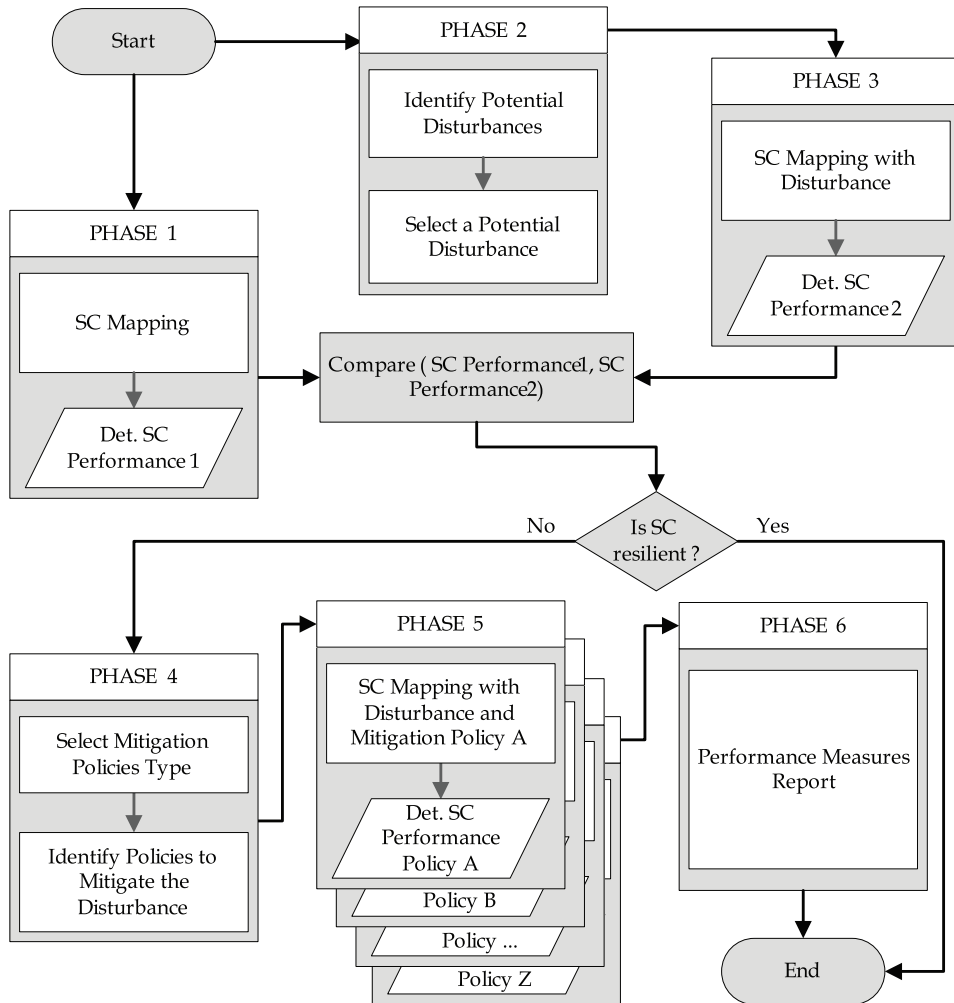 Start
PHASE 2
Identify Potential
Disturbances
Select a Potential
Disturbance
PHASE 3
SC Mapping with
Disturbance
Det. SC
Performance2
PHASE 1
SC Mapping
Det. SC
Performance1
Compare ( SC Performance1, SC
Performance2)
Is SC
resilient ?
No
Yes
PHASE 4
Select Mitigation
Policies Type
Identify Policies to
Mitigate the
Disturbance
PHASE 5
SC Mapping with
Disturbance and
Mitigation Policy A
Det. SC
Performance
Policy A
Policy B
Policy ...
Policy Z
PHASE 6
Performance Measures
Report
End